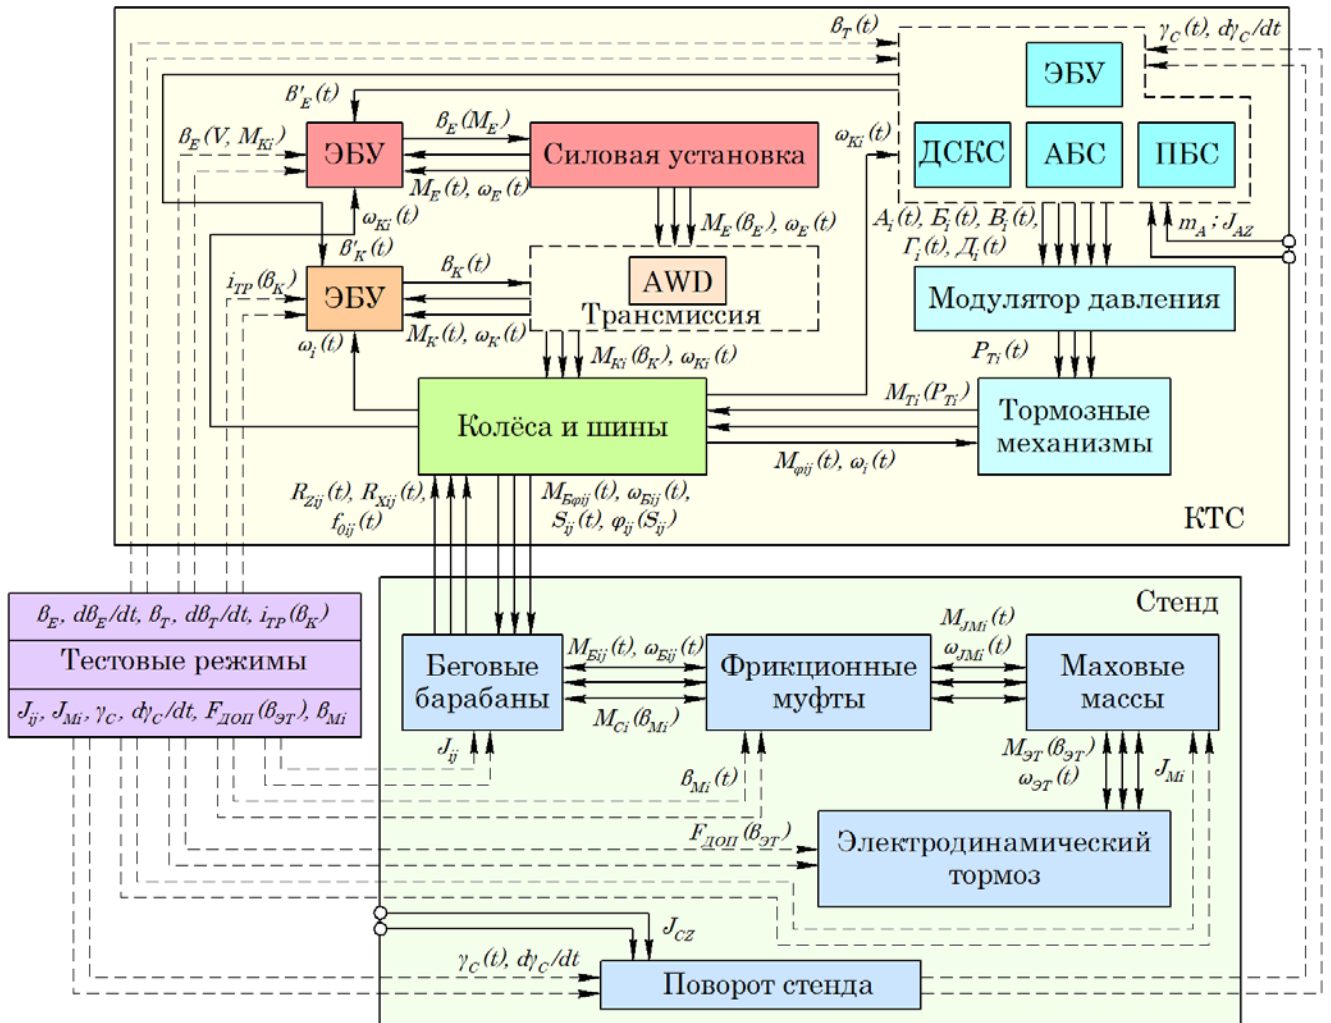 в_T(t)
γ_C(t), dγ_C/dt
ЭБУ
в'_E(t)
в_E(V, M_Ki)
ЭБУ
в_E(M_E)
Силовая установка
ω_Ki(t)
ДСКС
АБС
ПБС
M_E(t), ω_E(t)
ω_Ki(t)
M_E(в_E), ω_E(t)
А_i(t), Б_i(t), В_i(t),
Г_i(t), Д_i(t)
m_A; J_AZ
в'_K(t)
i_TP(в_K)
ЭБУ
в_K(t)
AWD
Трансмиссия
Модулятор давления
M_K(t), ω_K(t)
ω_i(t)
M_Ki(в_K), ω_Ki(t)
P_Ti(t)
Колёса и шины
M_Ti(P_Ti)
Тормозные
механизмы
M_φij(t), ω_i(t)
R_Zij(t), R_Xij(t),
f_0ij(t)
M_Бφij(t), ω_Бij(t),
S_ij(t), φ_ij(S_ij)
КТС
в_E, dв_E/dt, в_T, dв_T/dt, i_TP(в_K)
Тестовые режимы
J_ij, J_Mi, γ_C, dγ_C/dt, F_ДОП(в_ЭТ), в_Mi
Стенд
Беговые
барабаны
M_Бij(t), ω_Бij(t)
M_Ci(в_Mi)
Фрикционные
муфты
M_JMi(t)
ω_JMi(t)
Маховые
массы
J_ij
в_Mi(t)
M_ЭТ(в_ЭТ)
ω_ЭТ(t)
J_Mi
F_ДОП(в_ЭТ)
Электродинамический
тормоз
J_CZ
γ_C(t), dγ_C/dt
Поворот стенда